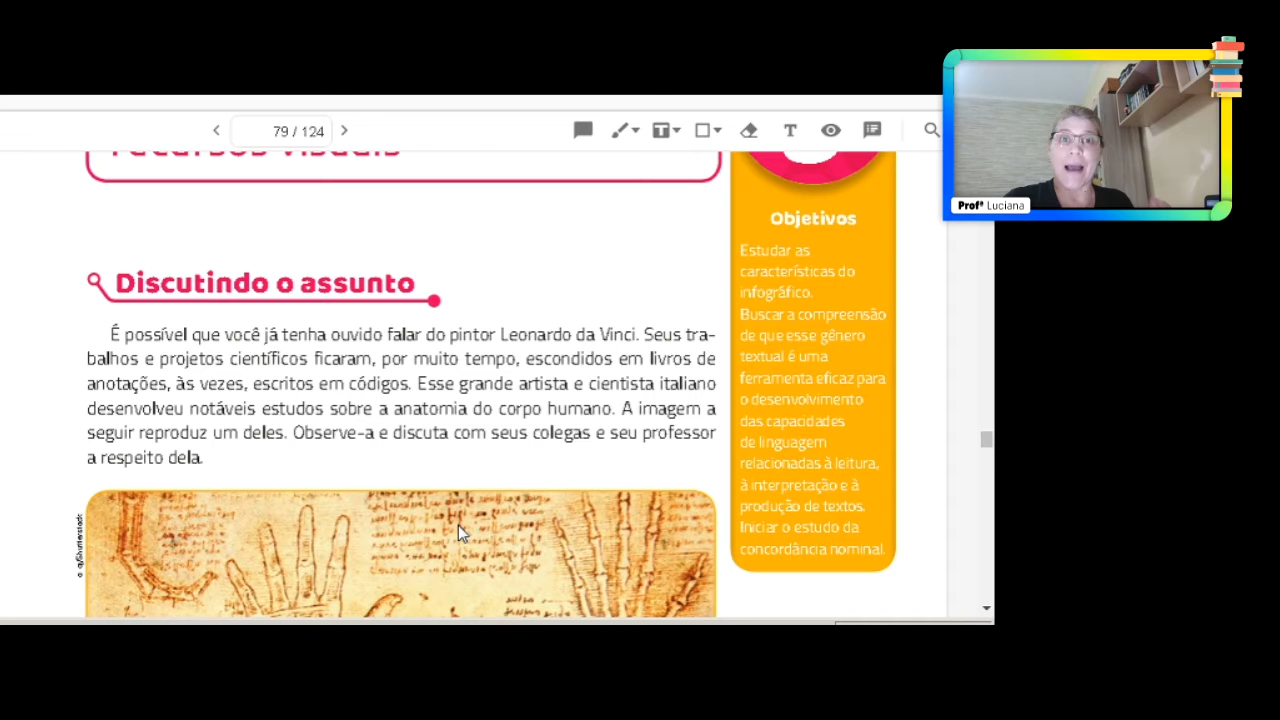 79 / 124
recursos visuais
Discutindo o assunto
É possível que você já tenha ouvido falar do pintor Leonardo da Vinci. Seus tra-
balhos e projetos científicos ficaram, por muito tempo, escondidos em livros de
anotações, às vezes, escritos em códigos. Esse grande artista e cientista italiano
desenvolveu notáveis estudos sobre a anatomia do corpo humano. A imagem a
seguir reproduz um deles. Observe-a e discuta com seus colegas e seu professor
a respeito dela.
Objetivos
Estudar as
características do
infográfico.
Buscar a compreensão
de que esse gênero
textual é uma
ferramenta eficaz para
o desenvolvimento
das capacidades
de linguagem
relacionadas à leitura,
à interpretação e à
produção de textos.
Iniciar o estudo da
concordância nominal.
Profª Luciana